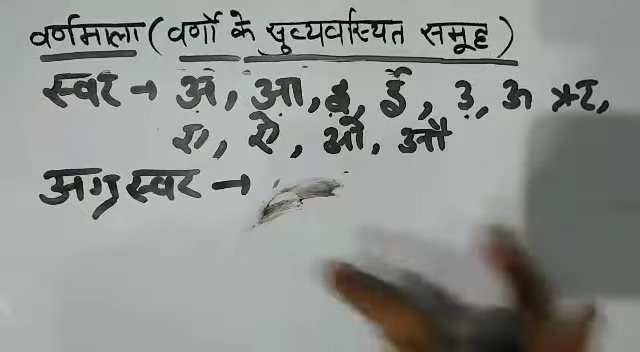 वर्णमाला (वर्णों के सुव्यवस्थित समूह)
स्वर → अ, आ, इ, ई, उ, ऊ ऋ,
ए, ऐ, ओ, औ
अग्र स्वर →